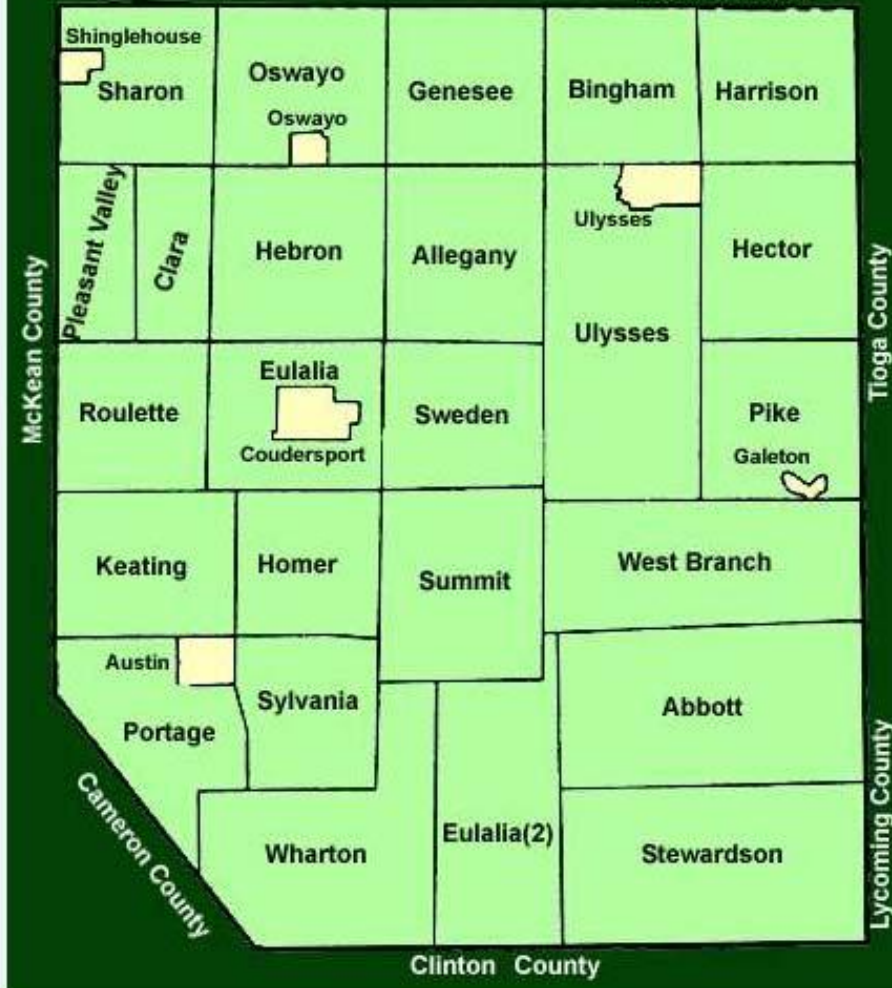 Shinglehouse
Sharon
Oswayo
Oswayo
Genesee
Bingham
Harrison
Pleasant Valley
Clara
Hebron
Allegany
Ulysses
Ulysses
Hector
McKean County
Tioga County
Roulette
Eulalia
Coudersport
Sweden
Pike
Galeton
Keating
Homer
Summit
West Branch
Austin
Portage
Sylvania
Abbott
Cameron County
Wharton
Eulalia(2)
Stewardson
Lycoming County
Clinton County